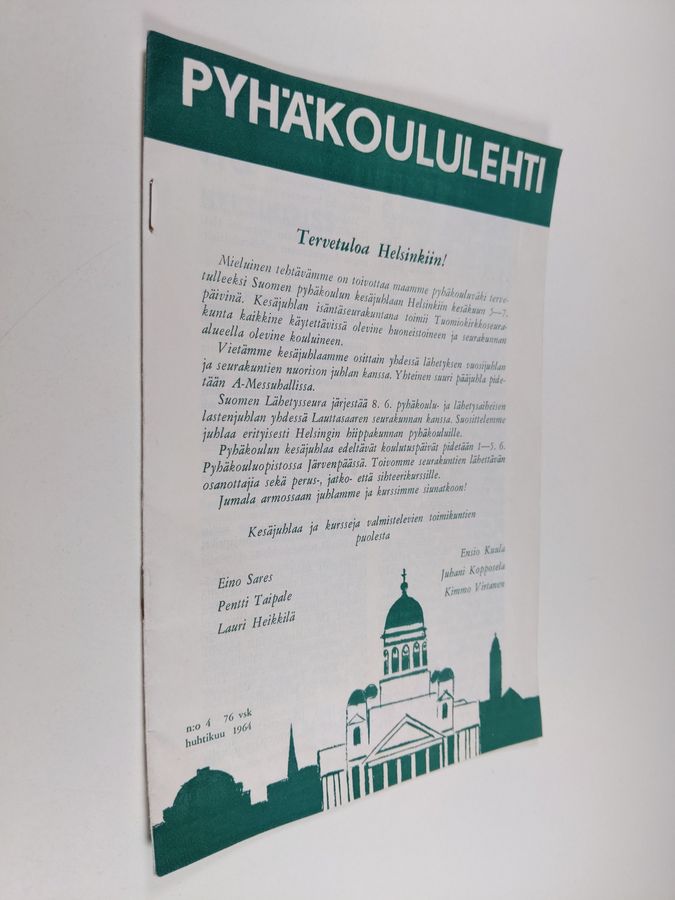 PYHÄKOULULEHTI
Tervetuloa Helsinkiin!
Mieluinen tehtävämme on toivottaa maamme pyhäkouluväki terve-
tulleeksi Suomen pyhäkoulun kesäjuhlaan Helsinkiin kesäkuun 5—7.
päivinä. Kesäjuhlan isäntäseurakuntana toimii Tuomiokirkkoseura-
kunta kaikkine käytettävissä olevine huoneistoineen ja seurakunnan
alueella olevine kouluineen.
Vietämme kesäjuhlaamme osittain yhdessä lähetyksen vuosijuhlan
ja seurakuntien nuorison juhlan kanssa. Yhteinen suuri pääjuhla pide-
tään A-Messuhallissa.
Suomen Lähetysseura järjestää 8. 6. pyhäkoulu- ja lähetysaiheisen
lastenjuhlan yhdessä Lauttasaaren seurakunnan kanssa. Suosittelemme
juhlaa erityisesti Helsingin hiippakunnan pyhäkouluille.
Pyhäkoulun kesäjuhlaa edeltävät koulutuspäivät pidetään 1—5. 6.
Pyhäkouluopistossa Järvenpäässä. Toivomme seurakuntien lähettävän
osanottajia sekä perus-, jatko- että sihteerikurssille.
Jumala armossaan juhlamme ja kurssimme siunatkoon!
Kesäjuhlaa ja kursseja valmistelevien toimikuntien
puolesta
Eino Sares
Pentti Taipale
Lauri Heikkilä
Ensio Kuula
Juhani Kopposela
Kimmo Virtanen
n:o 4 76 vsk
huhtikuu 1964